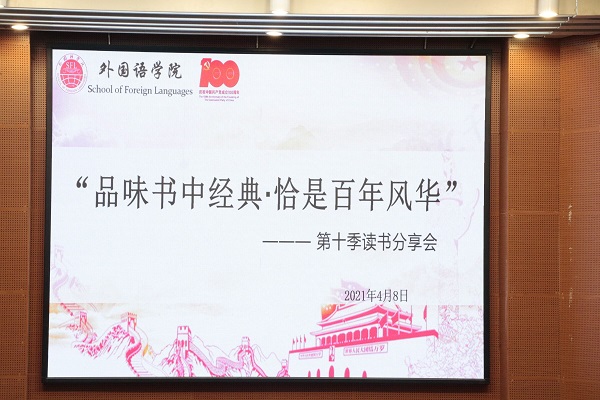 外国语学院
School of Foreign Languages
100
“品味书中经典·恰是百年风华”
——— 第十季读书分享会
2021年4月8日